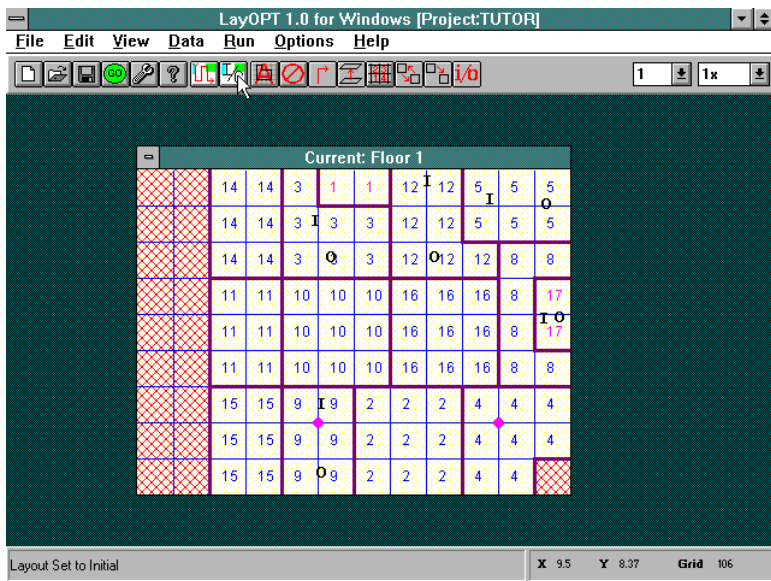 LayOPT 1.0 for Windows [Project:TUTOR]
File Edit View Data Run Options Help
GO ? I/O A i/o 1 1x
Current: Floor 1
14 14 3 1 1 12 I 12 5 I 5 5 O
14 14 3 I 3 3 12 12 5 5 5
14 14 3 O 3 3 12 O 12 12 8 8
11 11 10 10 10 16 16 16 8 17
11 11 10 10 10 16 16 16 8 I O 17
11 11 10 10 10 16 16 16 8 8
15 15 9 I 9 2 2 2 4 4 4
15 15 9 9 2 2 2 4 4 4
15 15 9 O 9 2 2 2 4 4
Layout Set to Initial X 9.5 Y 8.37 Grid 106